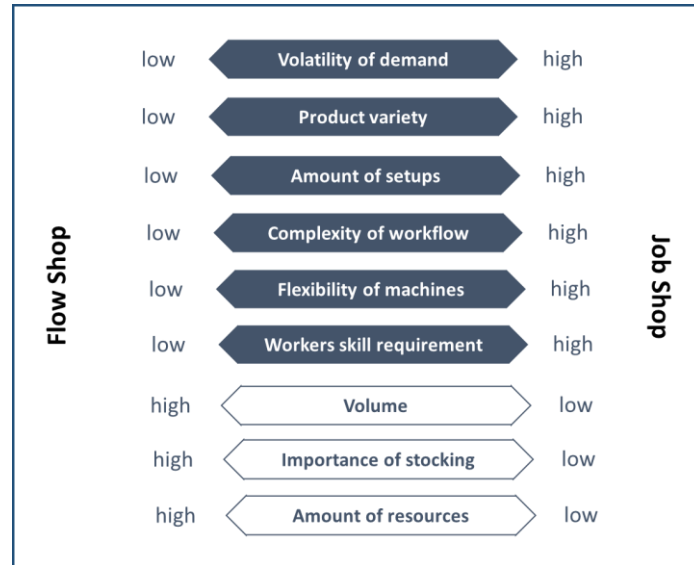 low Volatility of demand high
low Product variety high
low Amount of setups high
low Complexity of workflow high
low Flexibility of machines high
low Workers skill requirement high
high Volume low
high Importance of stocking low
high Amount of resources low
Flow Shop
Job Shop